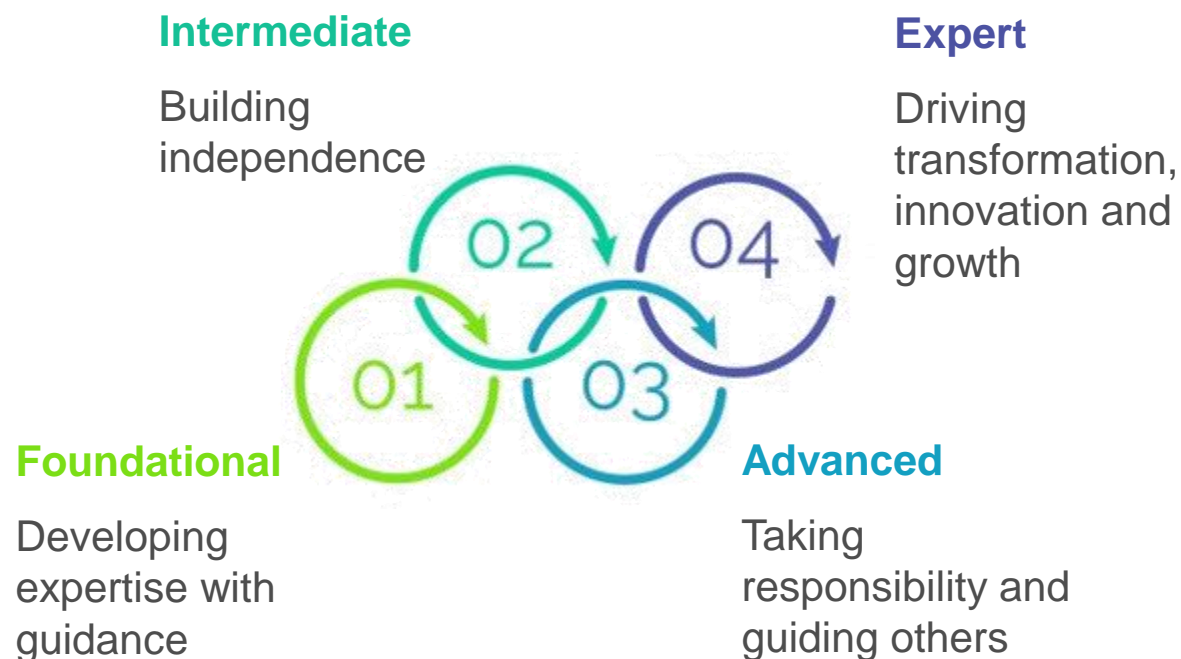 Intermediate
Building
independence
Expert
Driving
transformation,
innovation and
growth
02
04
01
03
Foundational
Developing
expertise with
guidance
Advanced
Taking
responsibility and
guiding others